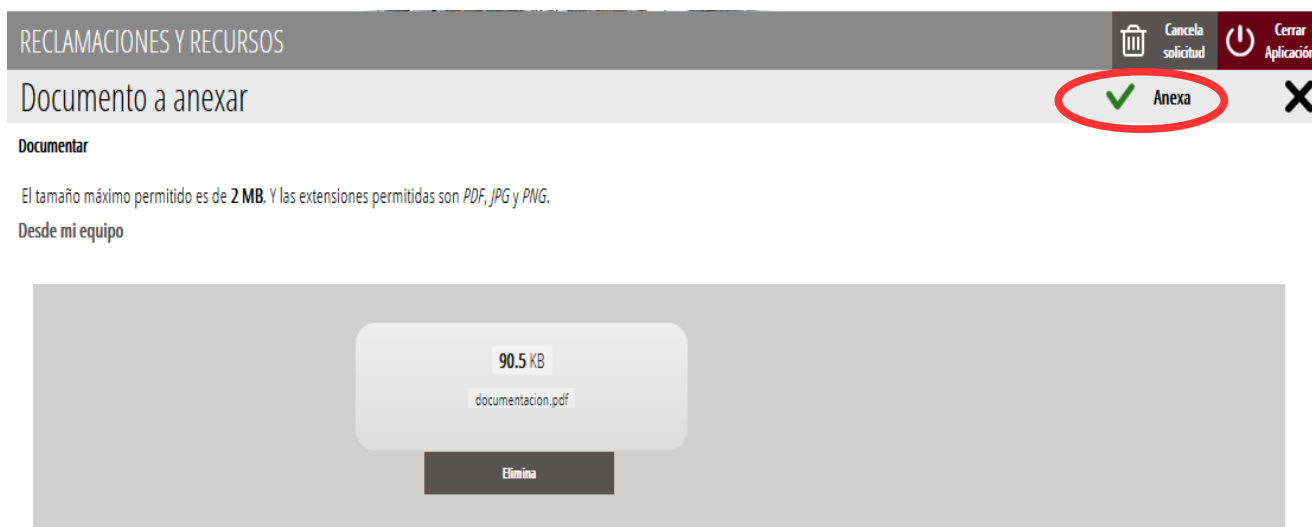 RECLAMACIONES Y RECURSOS
Cancela
solicitud
Cerrar
Aplicación
Documento a anexar
Anexa
Documentar
El tamaño máximo permitido es de 2 MB. Y las extensiones permitidas son PDF, JPG y PNG.
Desde mi equipo
90.5 KB
documentacion.pdf
Elimina